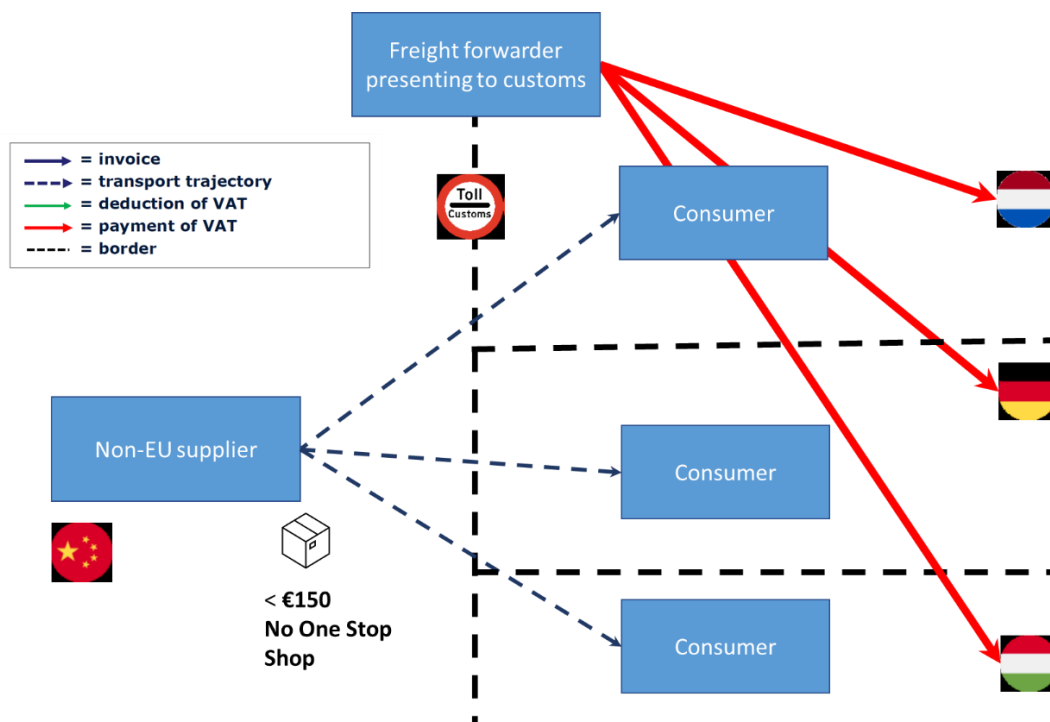 Freight forwarder
presenting to customs
= invoice
= transport trajectory
= deduction of VAT
= payment of VAT
= border
Toll
Customs
Consumer
Non-EU supplier
Consumer
< €150
No One Stop
Shop
Consumer